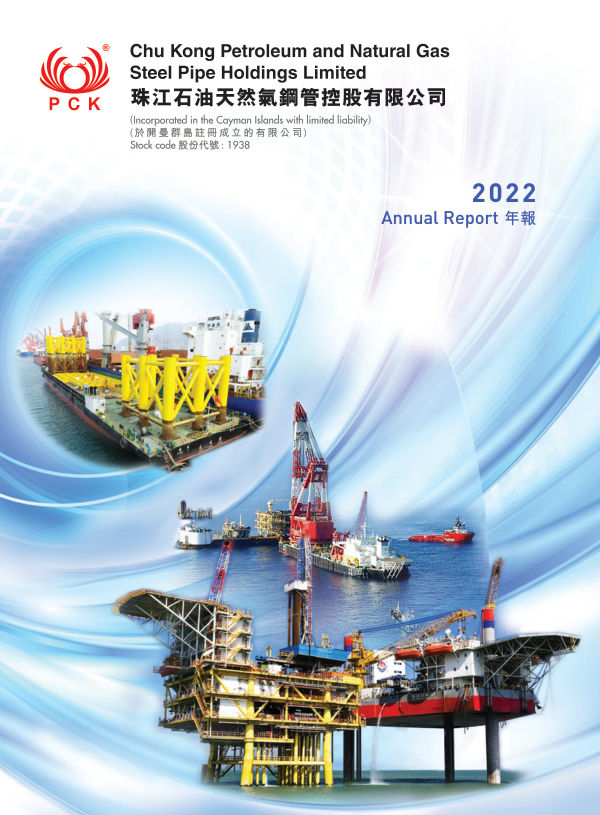 Chu Kong Petroleum and Natural Gas
Steel Pipe Holdings Limited
珠江石油天然氣鋼管控股有限公司
®
PCK
(Incorporated in the Cayman Islands with limited liability)
(於開曼群島註冊成立的有限公司)
Stock code 股份代號 : 1938
2022
Annual Report 年報